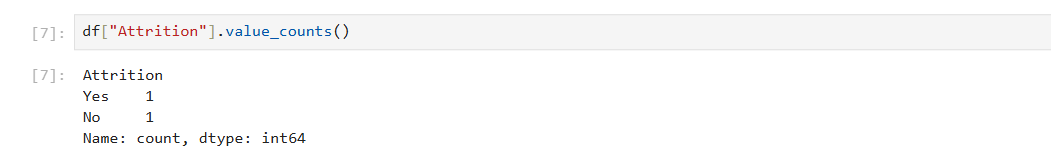 [7]: df["Attrition"].value_counts()
[7]: Attrition
Yes    1
No     1
Name: count, dtype: int64